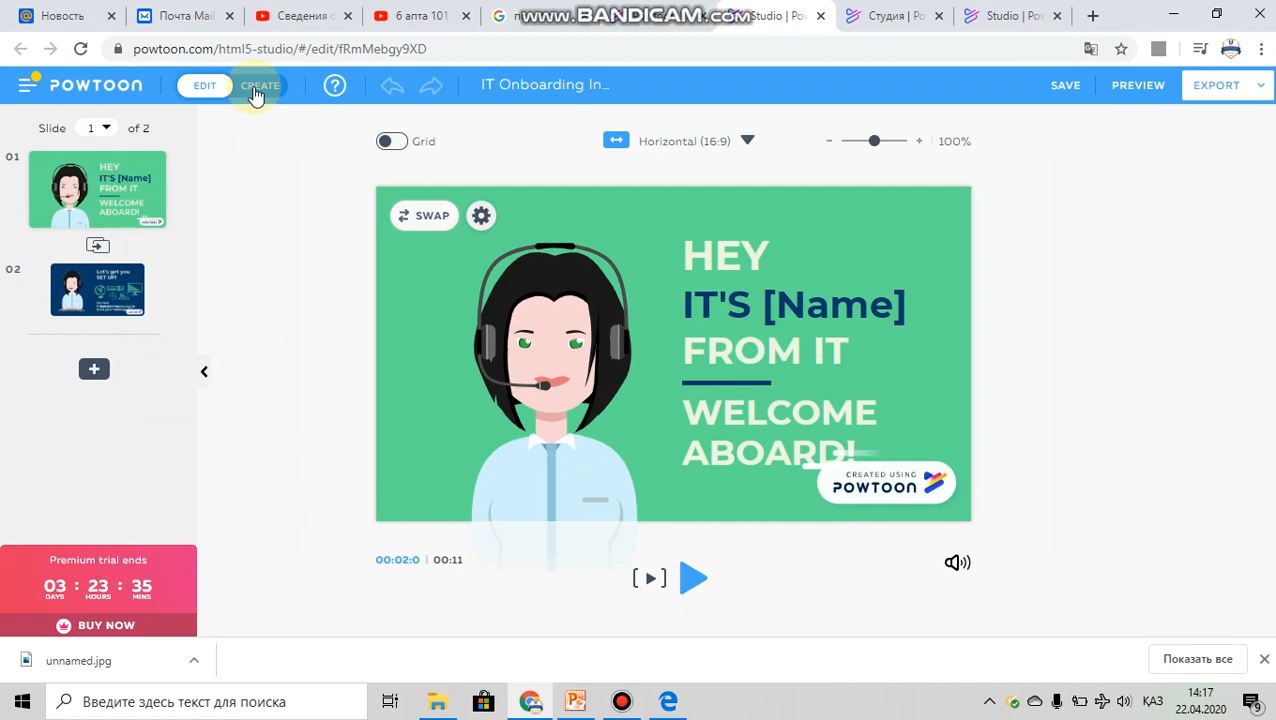 Новость
Почта Mail.
Сведения с
6 апта 101
www.BANDICAM.com
Studio | Pow
Студия | Po
Studio | Pow
powtoon.com/html5-studio/#/edit/fRmMebgy9XD
POWTOON
EDIT
CREATE
IT Onboarding In...
SAVE
PREVIEW
EXPORT
Slide 1 of 2
Grid
Horizontal (16:9)
- + 100%
01
HEY
IT'S [Name]
FROM IT
WELCOME
ABOARD!
02
Let's get you
SET UP!
SWAP
HEY
IT'S [Name]
FROM IT
WELCOME
ABOARD!
CREATED USING
POWTOON
00:02:0 | 00:11
Premium trial ends
03 : 23 : 35
DAYS HOURS MINS
BUY NOW
unnamed.jpg
Показать все
Введите здесь текст для поиска
ҚАЗ
14:17
22.04.2020
9